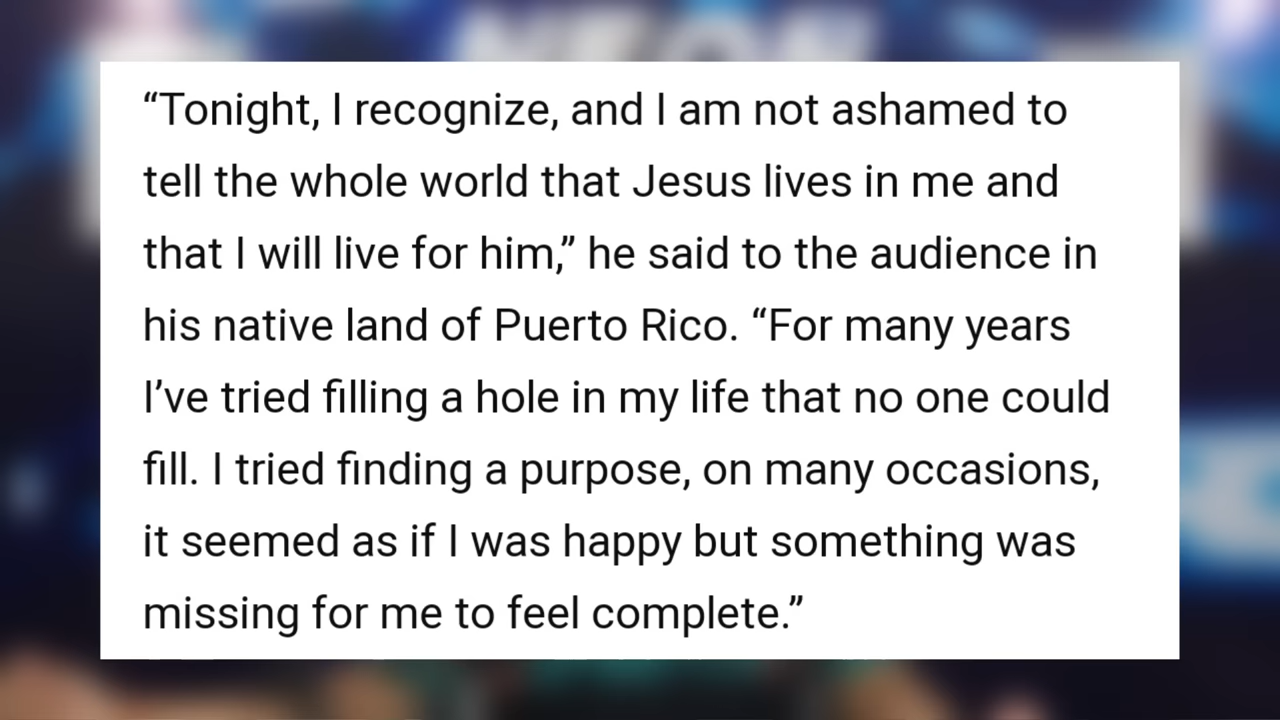 “Tonight, I recognize, and I am not ashamed to
tell the whole world that Jesus lives in me and
that I will live for him,” he said to the audience in
his native land of Puerto Rico. “For many years
I’ve tried filling a hole in my life that no one could
fill. I tried finding a purpose, on many occasions,
it seemed as if I was happy but something was
missing for me to feel complete.”